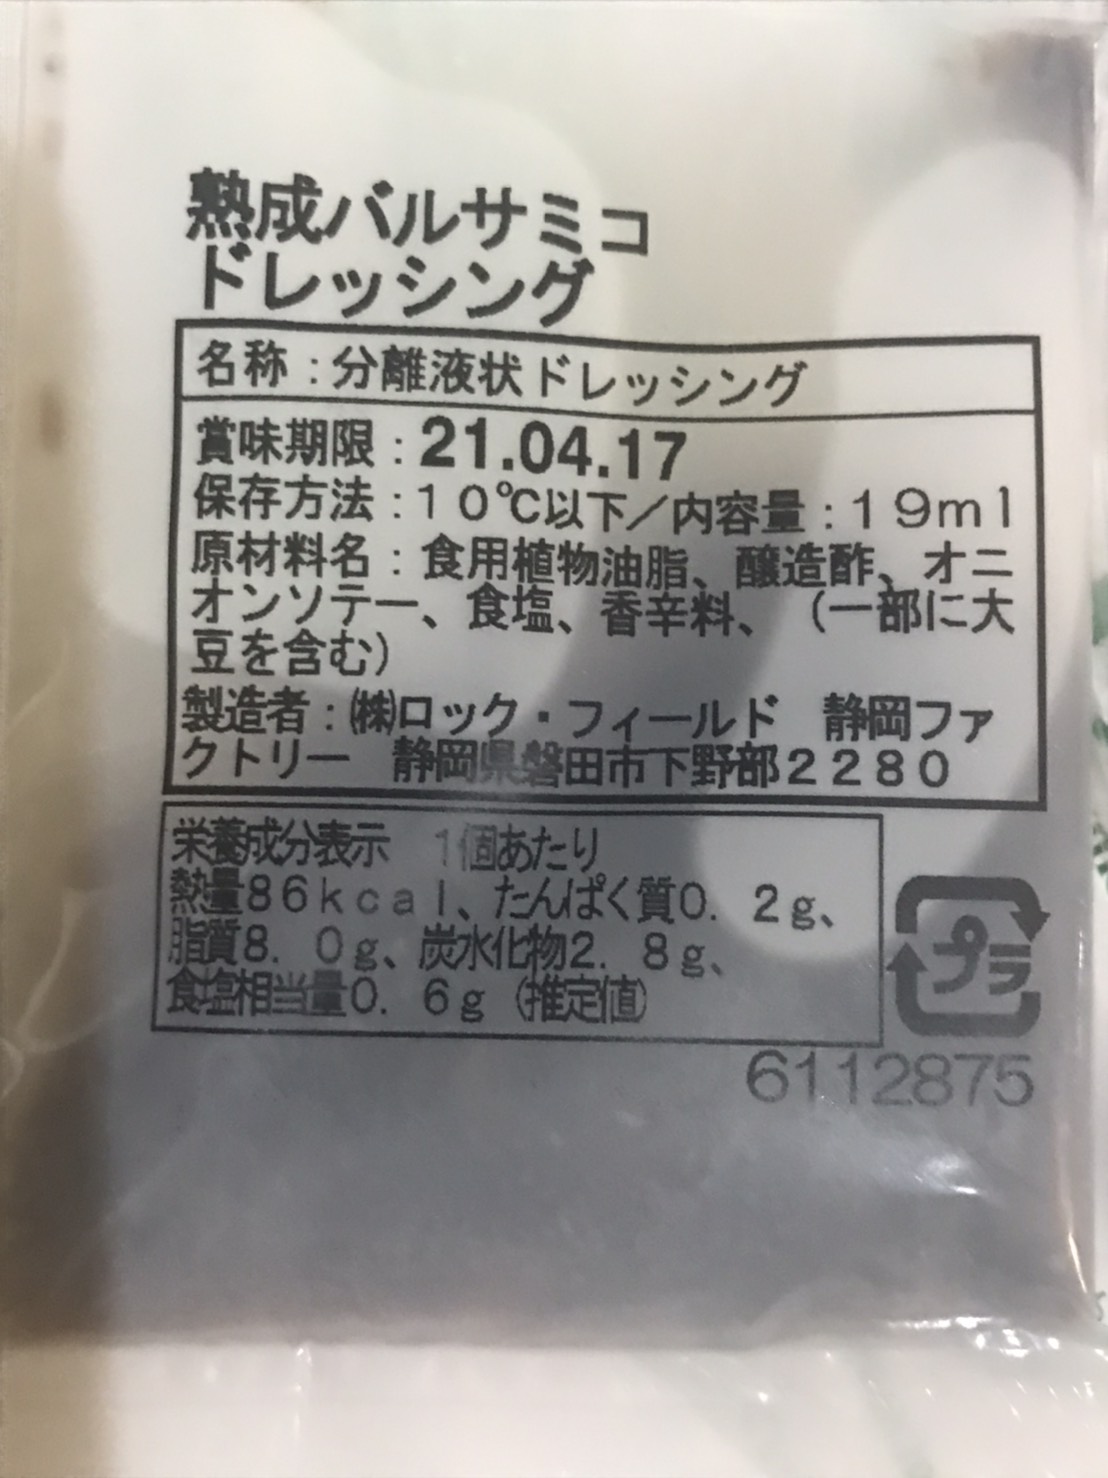 熟成バルサミコ
ドレッシング
名称：分離液状ドレッシング
賞味期限：21.04.17
保存方法：１０℃以下／内容量：１９ｍｌ
原材料名：食用植物油脂、醸造酢、オニ
オンソテー、食塩、香辛料、（一部に大
豆を含む）
製造者：㈱ロック・フィールド　静岡ファ
クトリー　静岡県磐田市下野部２２８０
栄養成分表示　１個あたり
熱量８６ｋｃａｌ、たんぱく質０．２ｇ、
脂質８．０ｇ、炭水化物２．８ｇ、
食塩相当量０．６ｇ（推定値）
プラ
6112875